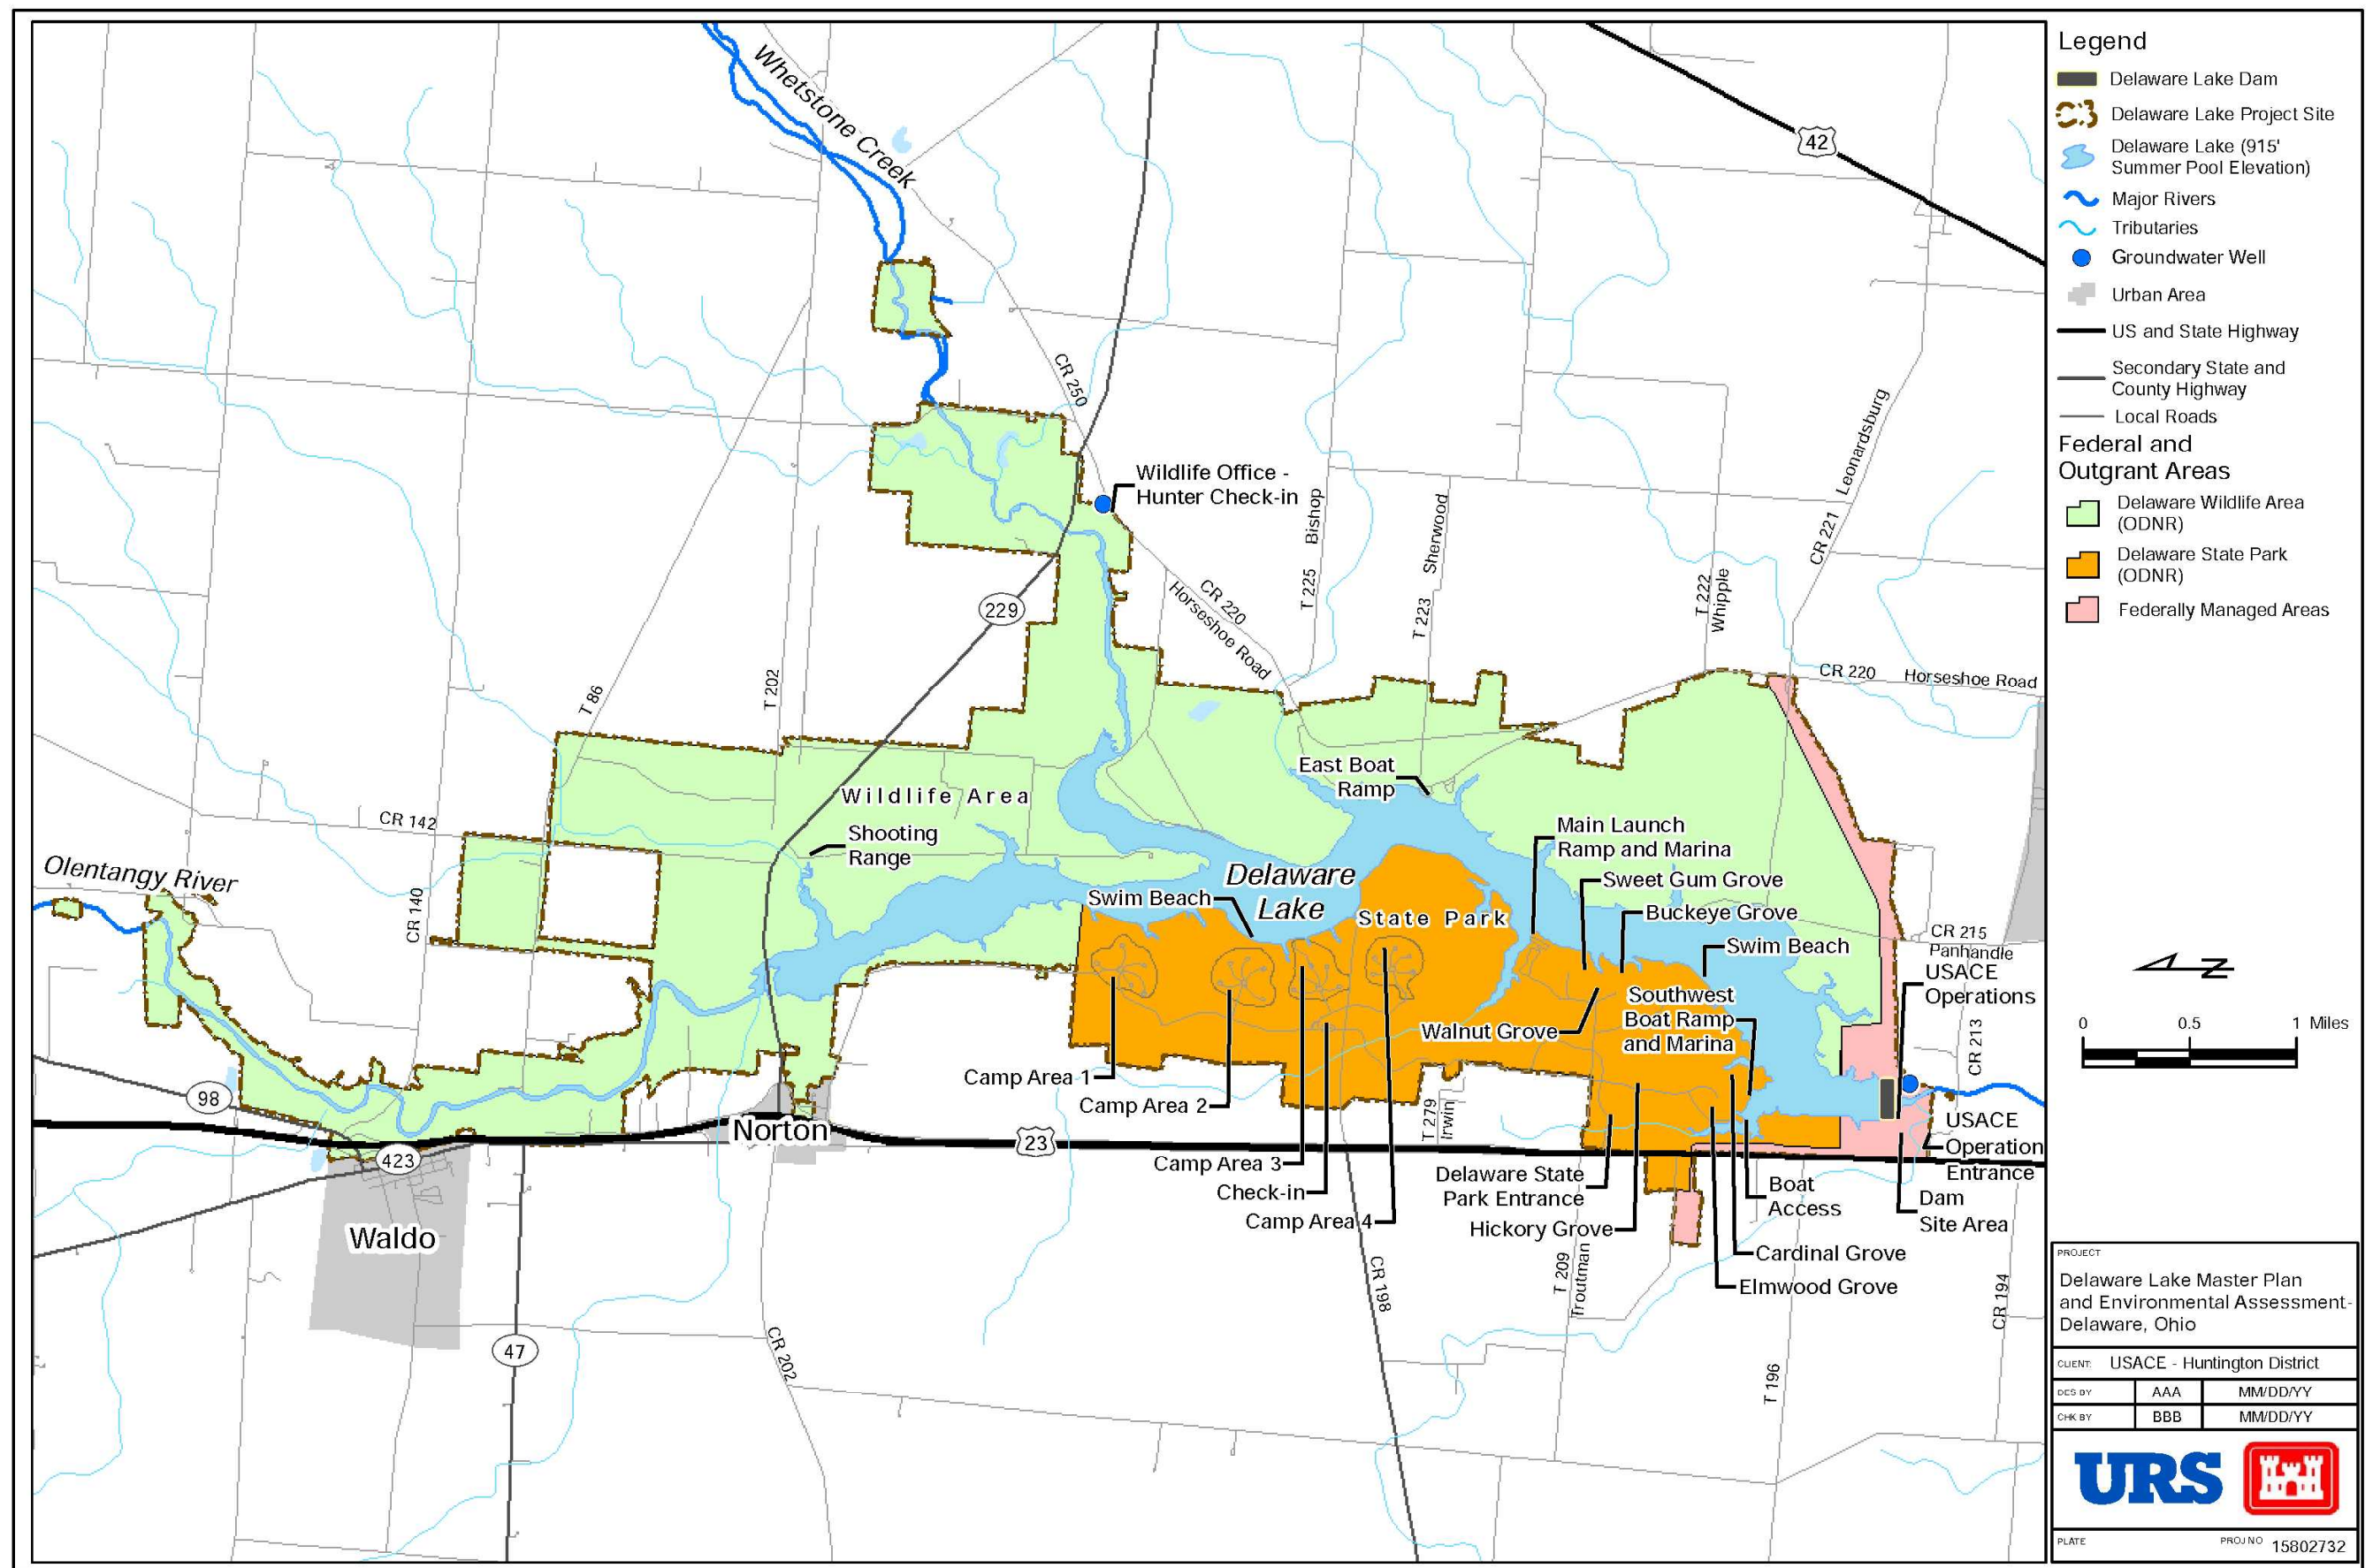 Whetstone Creek
42
CR 250
Wildlife Office -
Hunter Check-in
T 225 Bishop
T 223 Sherwood
T 222
Whipple
CR 221 Leonardsburg
229
CR 220
Horseshoe Road
CR 220 Horseshoe Road
T 86
T 202
East Boat
Ramp
Wildlife Area
CR 142
Shooting
Range
Main Launch
Ramp and Marina
Olentangy River
CR 140
Delaware
Lake
Swim Beach
State Park
Sweet Gum Grove
Buckeye Grove
Swim Beach
CR 215
Panhandle
USACE
Operations
Southwest
Boat Ramp
and Marina
Walnut Grove
CR 213
Camp Area 1
Camp Area 2
98
423
Norton
23
T 279
Irwin
USACE
Operation
Entrance
Camp Area 3
Check-in
Camp Area 4
Delaware State
Park Entrance
Hickory Grove
Boat
Access
Dam
Site Area
Waldo
Cardinal Grove
Elmwood Grove
T 209
Troutman
CR 198
CR 194
47
CR 202
T 196
Legend
Delaware Lake Dam
Delaware Lake Project Site
Delaware Lake (915'
Summer Pool Elevation)
Major Rivers
Tributaries
Groundwater Well
Urban Area
US and State Highway
Secondary State and
County Highway
Local Roads
Federal and
Outgrant Areas
Delaware Wildlife Area
(ODNR)
Delaware State Park
(ODNR)
Federally Managed Areas
N
0 0.5 1 Miles
PROJECT
Delaware Lake Master Plan
and Environmental Assessment-
Delaware, Ohio
CLIENT: USACE - Huntington District
DES BY AAA MM/DD/YY
CHK BY BBB MM/DD/YY
URS
PLATE PROJ NO 15802732